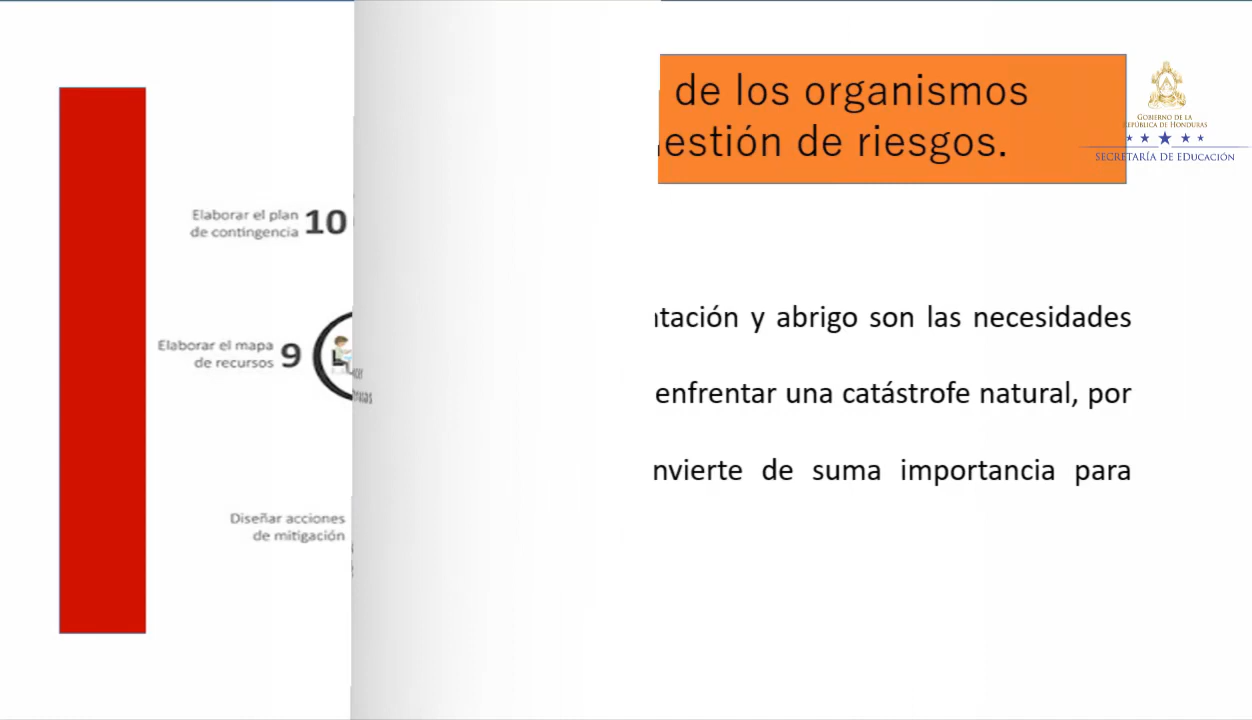 Elaborar el plan
de contingencia 10
Elaborar el mapa
de recursos 9
Diseñar acciones
de mitigación
de los organismos
estión de riesgos.
GOBIERNO DE LA
REPÚBLICA DE HONDURAS
SECRETARÍA DE EDUCACIÓN
tación y abrigo son las necesidades
enfrentar una catástrofe natural, por
nvierte de suma importancia para